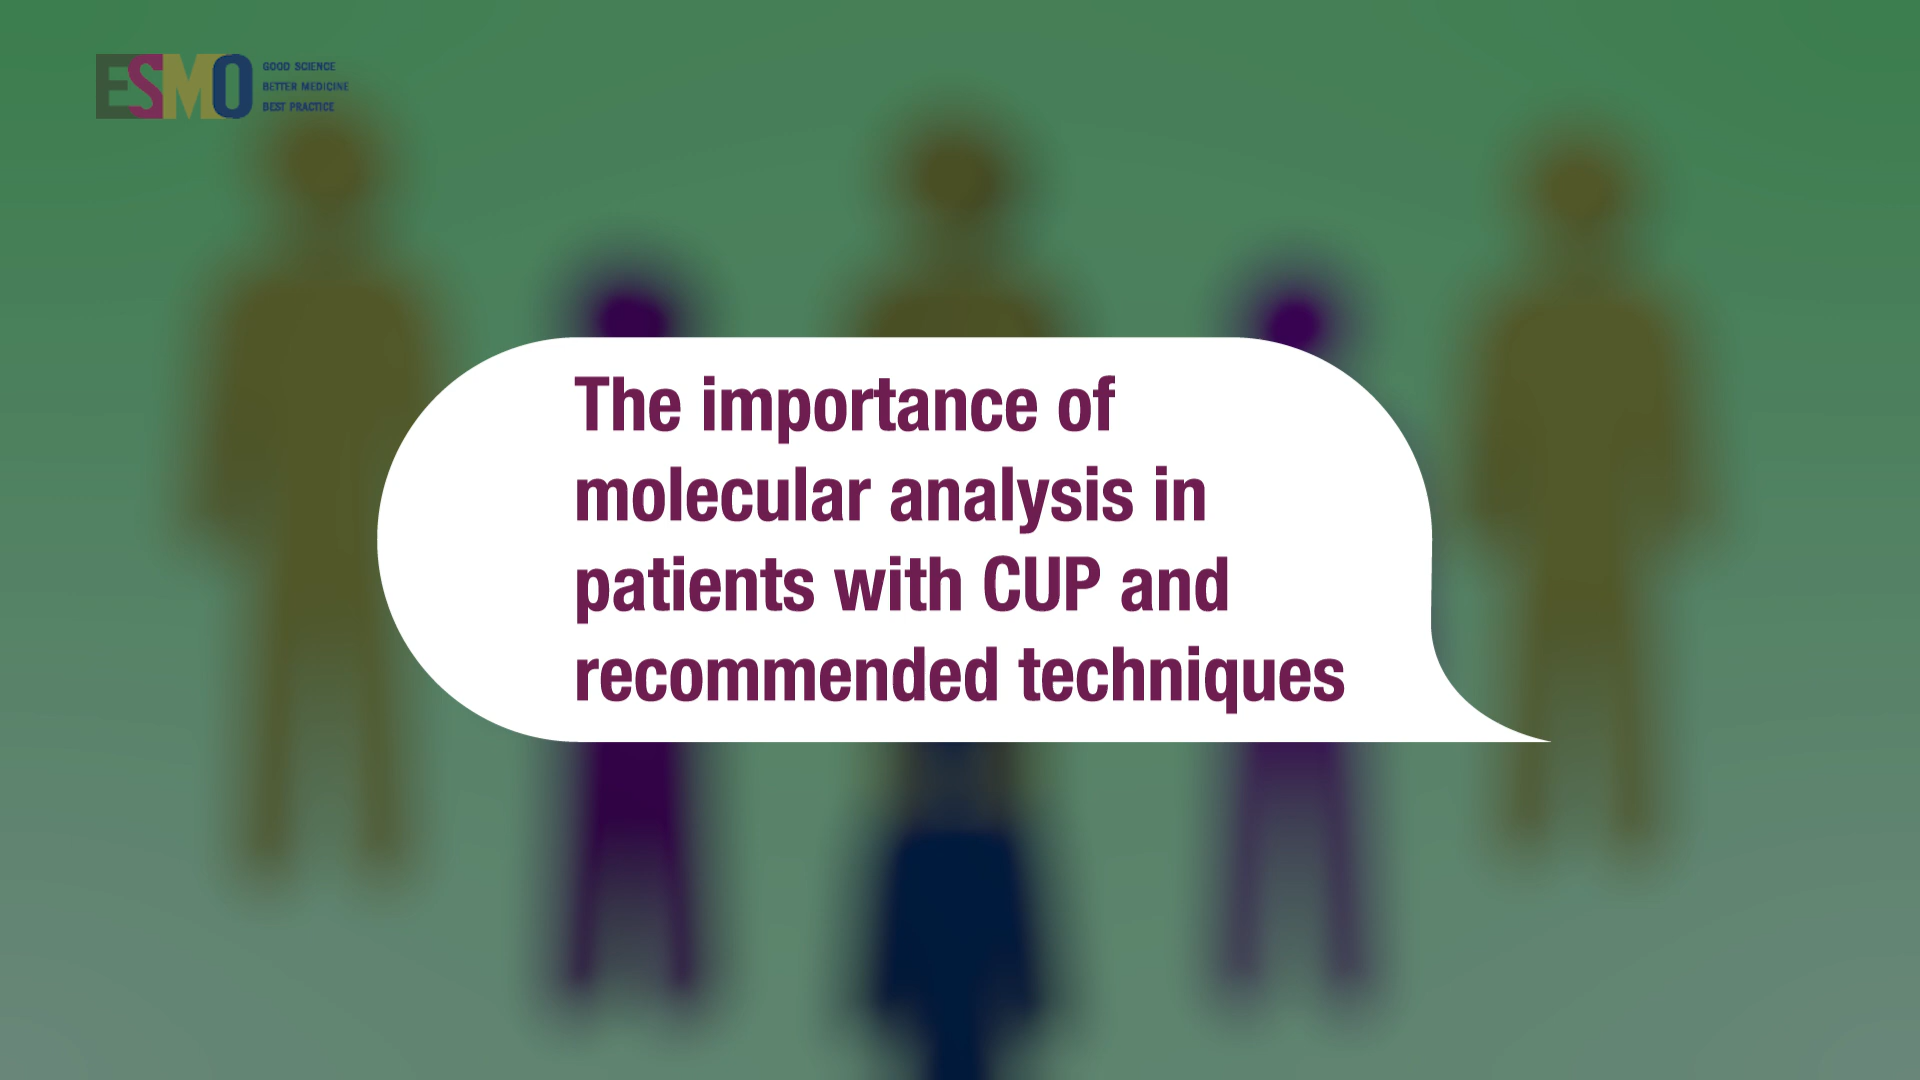 ESMO
GOOD SCIENCE
BETTER MEDICINE
BEST PRACTICE
The importance of
molecular analysis in
patients with CUP and
recommended techniques